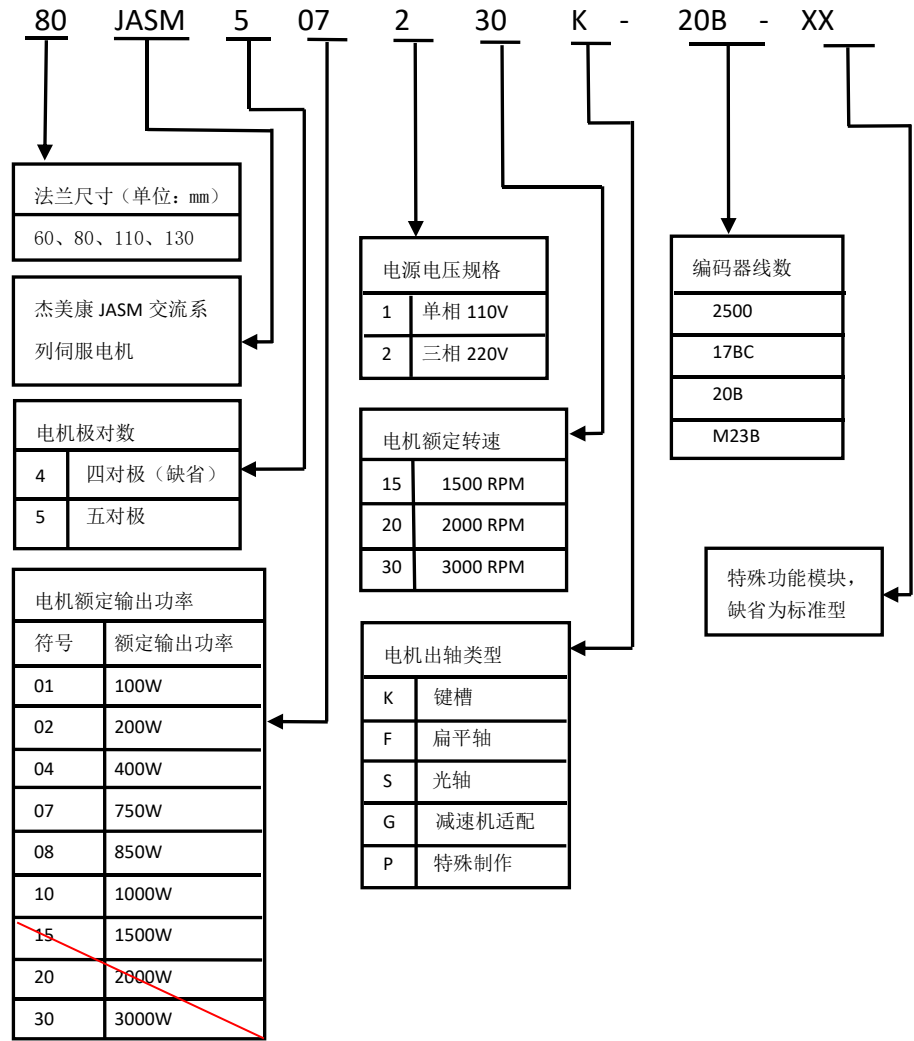 80 JASM 5 07 2 30 K - 20B - XX
法兰尺寸（单位：mm）
60、80、110、130
杰美康 JASM 交流系
列伺服电机
电机极对数
4 四对极（缺省）
5 五对极
电机额定输出功率
符号 额定输出功率
01 100W
02 200W
04 400W
07 750W
08 850W
10 1000W
15 1500W
20 2000W
30 3000W
电源电压规格
1 单相 110V
2 三相 220V
电机额定转速
15 1500 RPM
20 2000 RPM
30 3000 RPM
电机出轴类型
K 键槽
F 扁平轴
S 光轴
G 减速机适配
P 特殊制作
编码器线数
2500
17BC
20B
M23B
特殊功能模块，
缺省为标准型